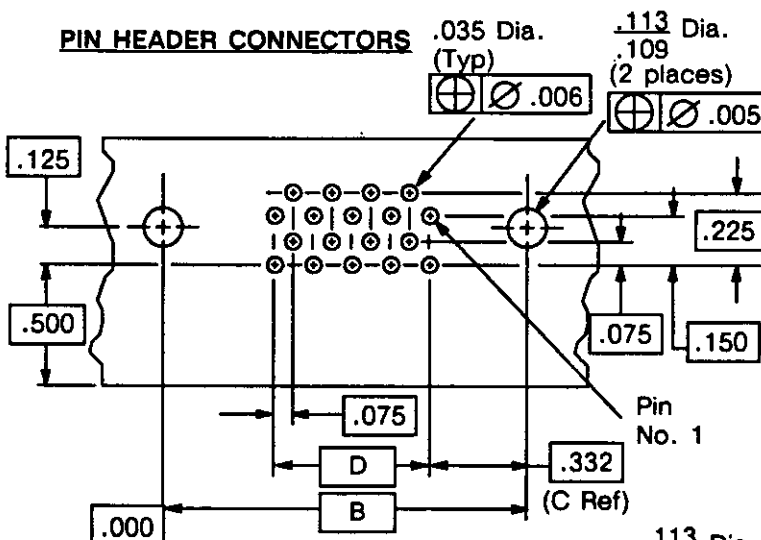 PIN HEADER CONNECTORS
.035 Dia.
(Typ)
⌖ ⌀ .006
.113
.109
Dia.
(2 places)
⌖ ⌀ .005
.125
.225
.500
.075
.150
.075
Pin
No. 1
D
.332
(C Ref)
B
.000
.113